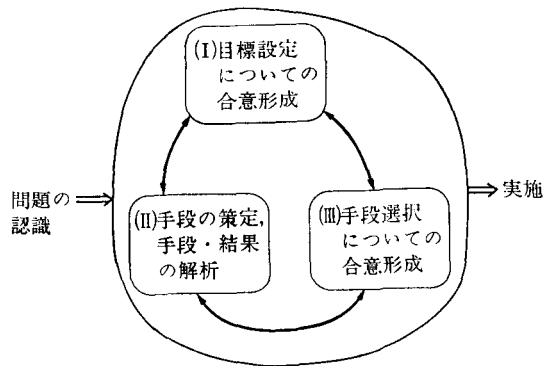 (I)目標設定
についての
合意形成
問題の
認識
(II)手段の策定,
手段・結果
の解析
(III)手段選択
についての
合意形成
実施